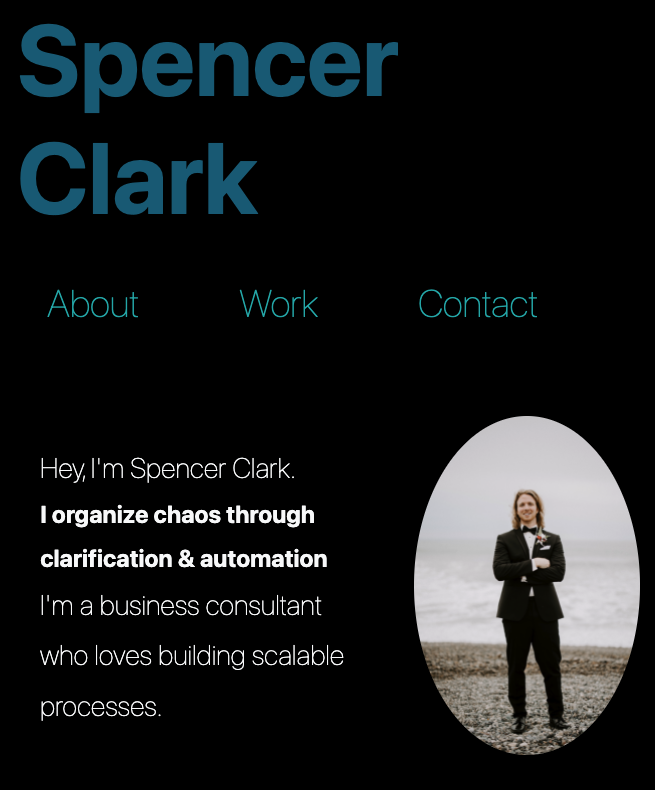 Spencer
Clark
About Work Contact
Hey, I'm Spencer Clark.
I organize chaos through
clarification & automation
I'm a business consultant
who loves building scalable
processes.